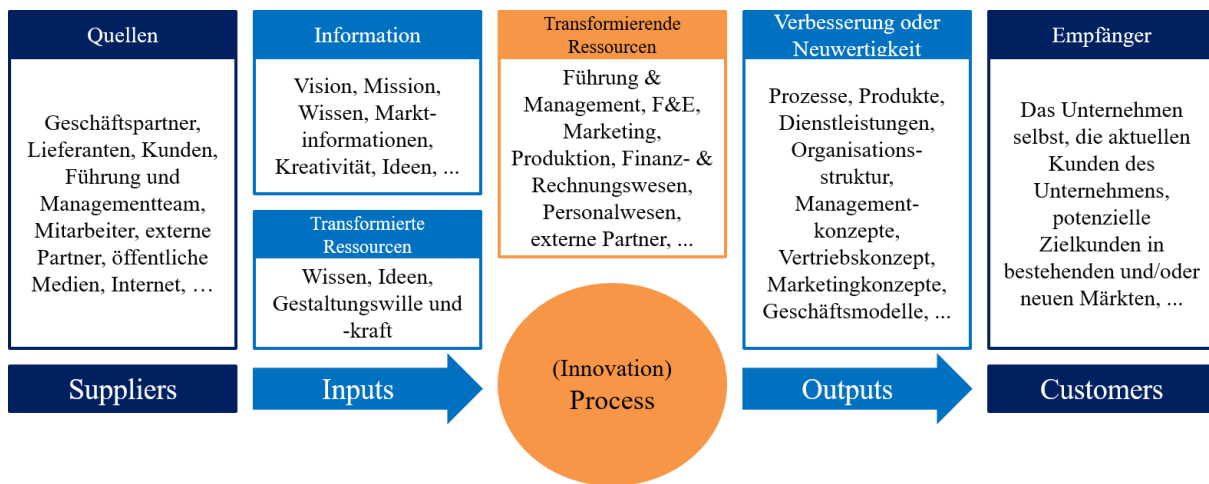 Quellen
Geschäftspartner,
Lieferanten, Kunden,
Führung und
Managementteam,
Mitarbeiter, externe
Partner, öffentliche
Medien, Internet, …
Suppliers
Information
Vision, Mission,
Wissen, Markt-
informationen,
Kreativität, Ideen, ...
Transformierte
Ressourcen
Wissen, Ideen,
Gestaltungswille und
-kraft
Inputs
Transformierende
Ressourcen
Führung &
Management, F&E,
Marketing,
Produktion, Finanz- &
Rechnungswesen,
Personalwesen,
externe Partner, ...
(Innovation)
Process
Verbesserung oder
Neuwertigkeit
Prozesse, Produkte,
Dienstleistungen,
Organisations-
struktur,
Management-
konzepte,
Vertriebskonzept,
Marketingkonzepte,
Geschäftsmodelle, ...
Outputs
Empfänger
Das Unternehmen
selbst, die aktuellen
Kunden des
Unternehmens,
potenzielle
Zielkunden in
bestehenden und/oder
neuen Märkten, ...
Customers